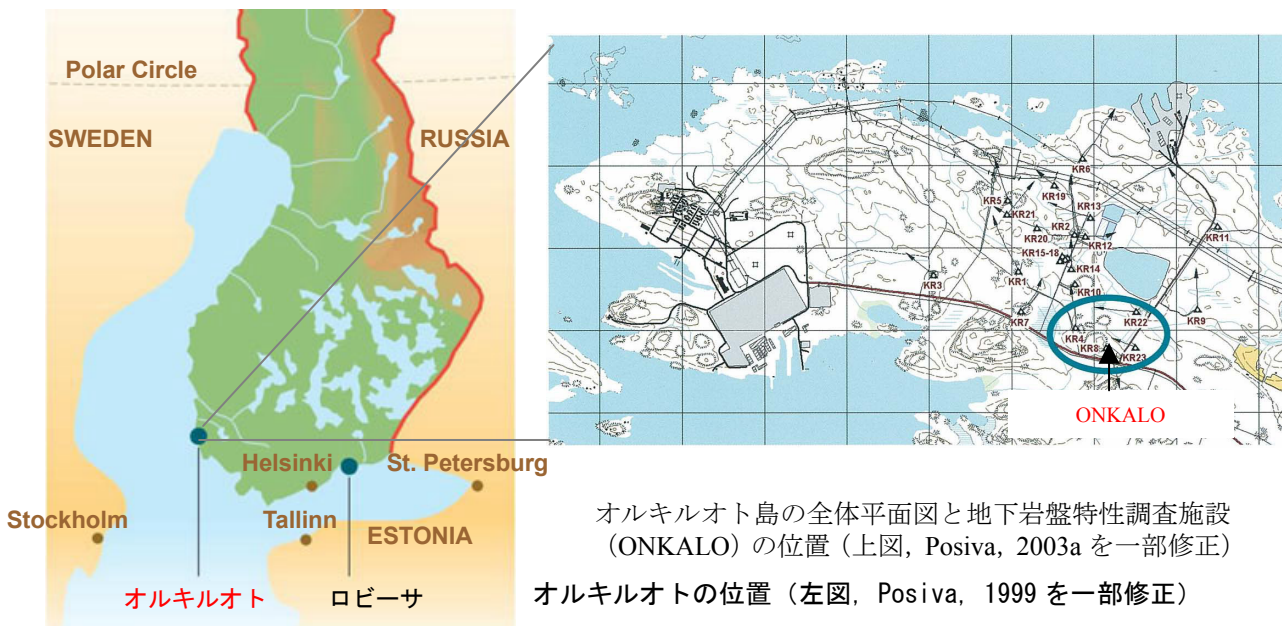 Polar Circle
SWEDEN
RUSSIA
Helsinki
St. Petersburg
Stockholm
Tallinn
ESTONIA
オルキルオト
ロビーサ
KR6
KR19
KR5
KR21
KR13
KR2
KR20
KR12
KR11
KR15-18
KR14
KR1
KR3
KR10
KR7
KR22
KR9
KR4
KR8
KR23
ONKALO
オルキルオト島の全体平面図と地下岩盤特性調査施設
（ONKALO）の位置（上図, Posiva, 2003a を一部修正）
オルキルオトの位置（左図, Posiva, 1999 を一部修正）